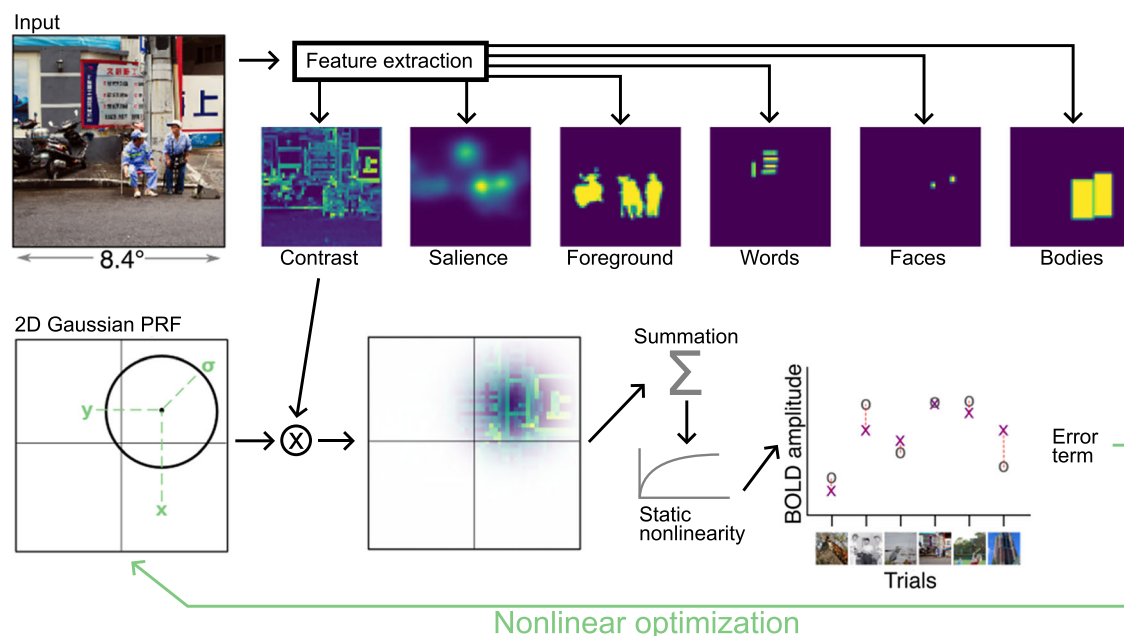 Input
Feature extraction
上
8.4°
Contrast
Salience
Foreground
Words
Faces
Bodies
2D Gaussian PRF
σ
y
x
X
Summation
Σ
Static
nonlinearity
BOLD amplitude
Trials
Error
term
Nonlinear optimization